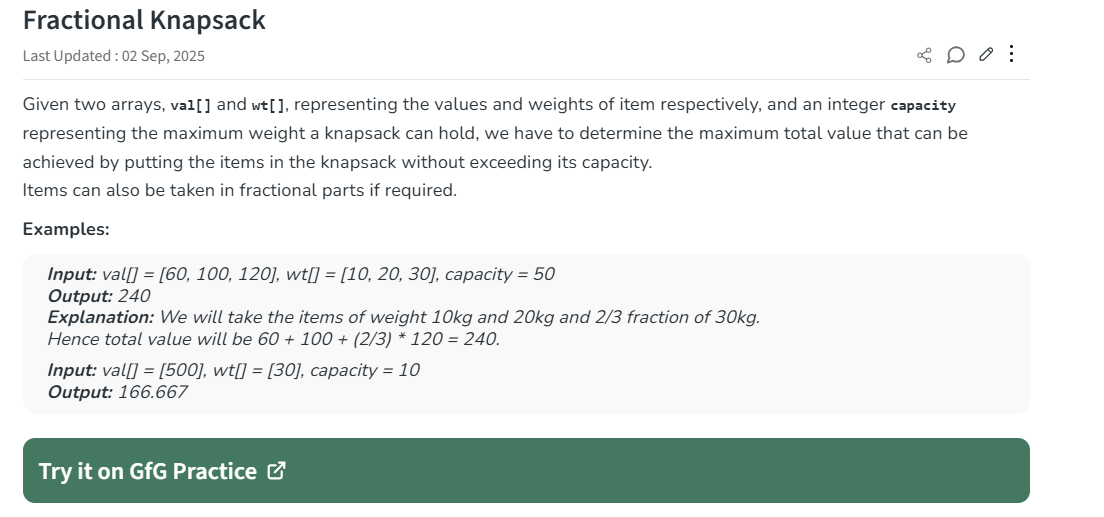 Fractional Knapsack
Last Updated : 02 Sep, 2025
Given two arrays, val[] and wt[], representing the values and weights of item respectively, and an integer capacity
representing the maximum weight a knapsack can hold, we have to determine the maximum total value that can be
achieved by putting the items in the knapsack without exceeding its capacity.
Items can also be taken in fractional parts if required.
Examples:
Input: val[] = [60, 100, 120], wt[] = [10, 20, 30], capacity = 50
Output: 240
Explanation: We will take the items of weight 10kg and 20kg and 2/3 fraction of 30kg.
Hence total value will be 60 + 100 + (2/3) * 120 = 240.
Input: val[] = [500], wt[] = [30], capacity = 10
Output: 166.667
Try it on GfG Practice